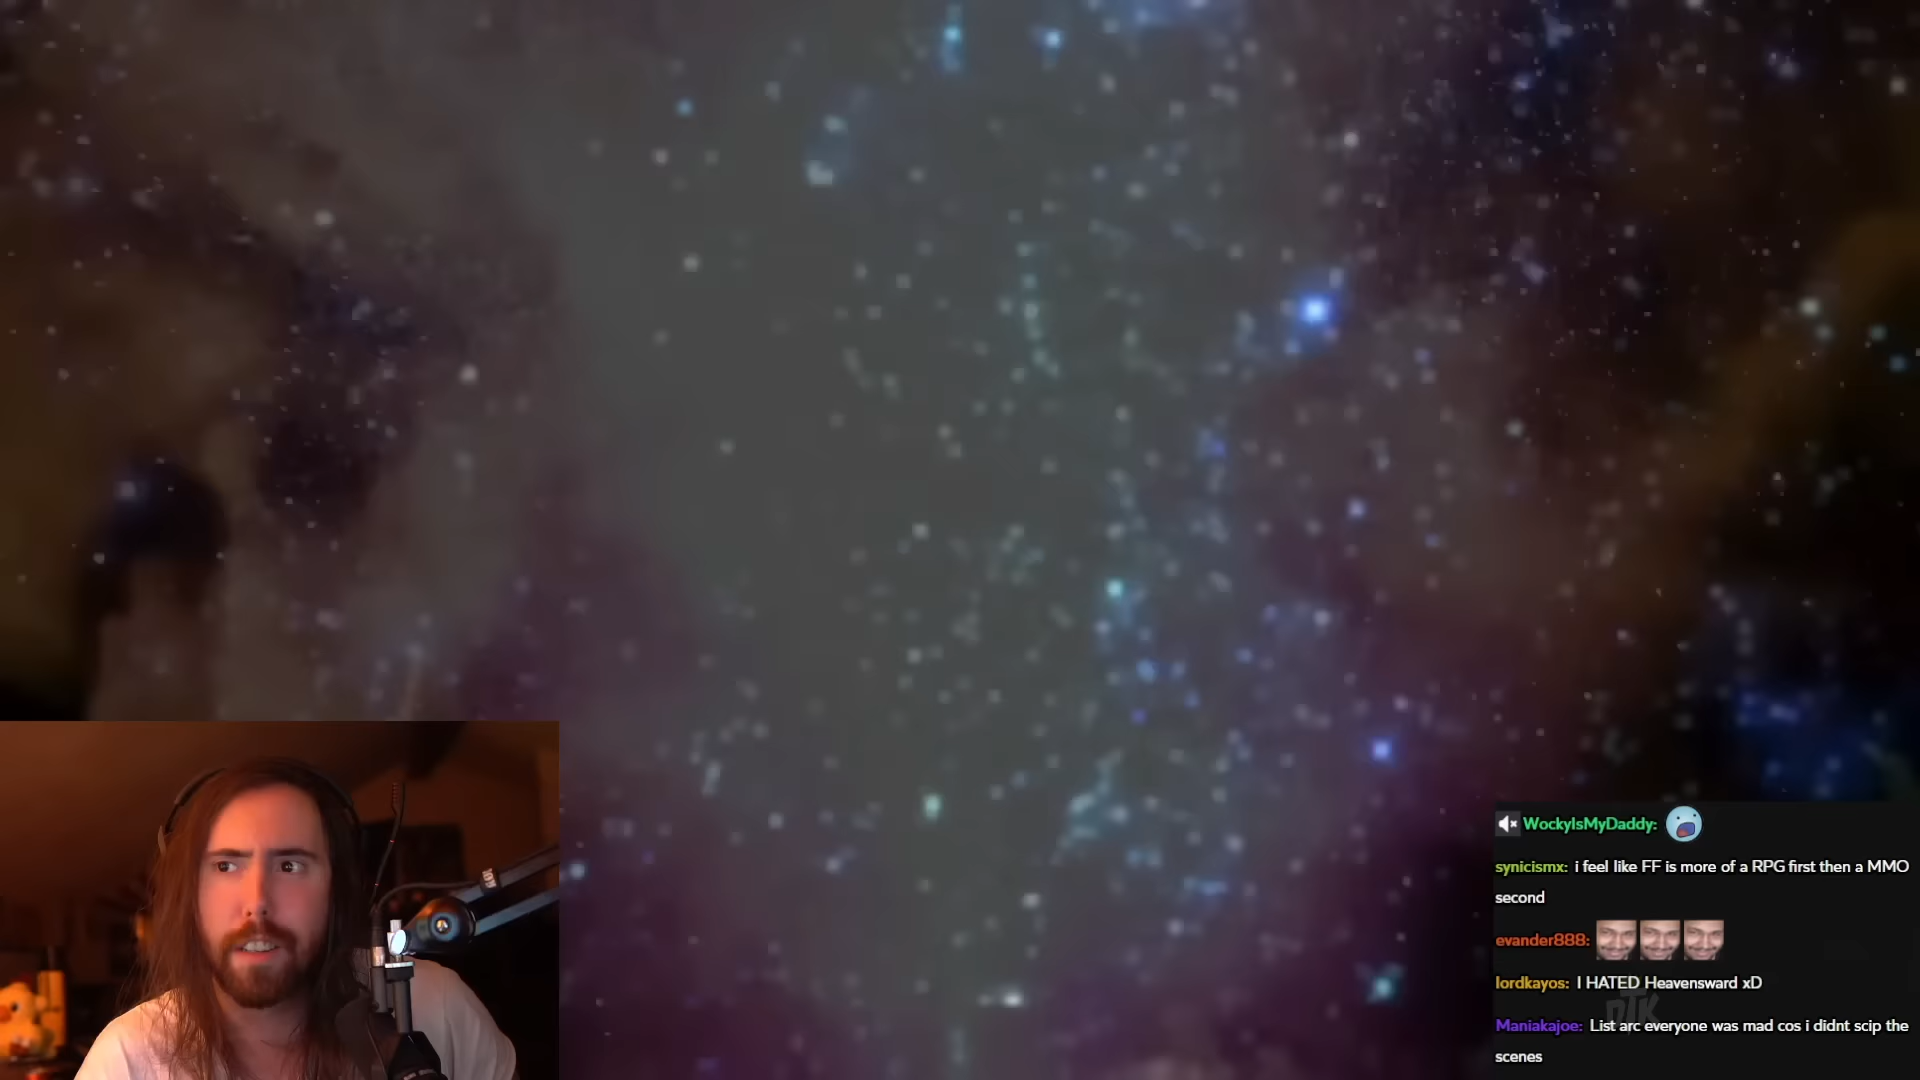 WockyIsMyDaddy:
synicismx: i feel like FF is more of a RPG first then a MMO
second
evander888:
lordkayos: I HATED Heavensward xD
DTK
Maniakajoe: List arc everyone was mad cos i didnt scip the
scenes